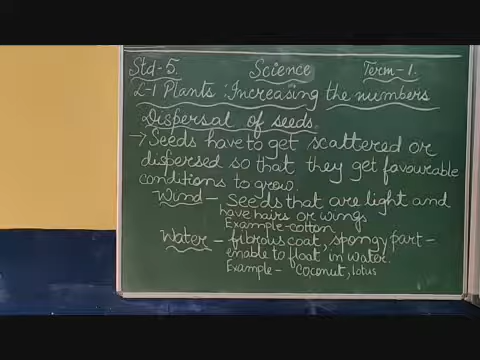 Std-5. Science Term-1.
L-1 Plants : Increasing the numbers
Dispersal of seeds.
→ Seeds have to get scattered or
dispersed so that they get favourable
conditions to grow.
Wind – Seeds that are light and
have hairs or wings
Example - cotton
Water – fibrous coat, spongy part –
enable to float in water.
Example – coconut, lotus